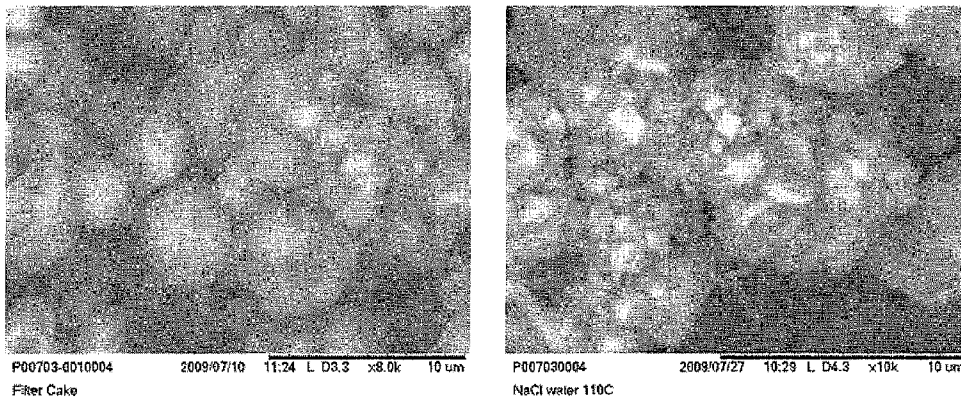 P00703-0010004 2009/07/10 11:24 L D3.3 x8.0k 10 um
Filter Cake
P007030004 2009/07/27 10:29 L D4.3 x10k 10 um
NaCl water 110C